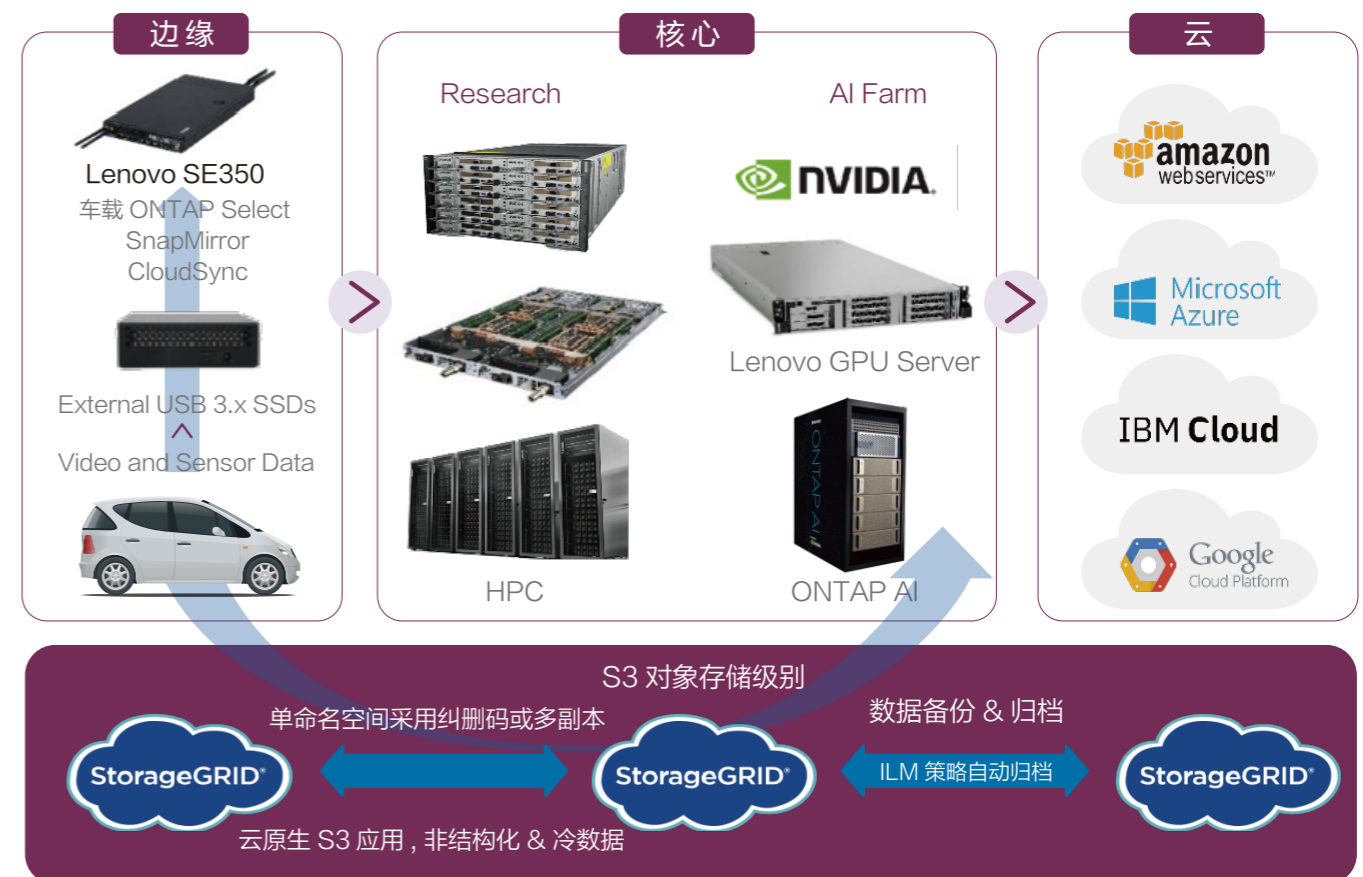 边缘
Lenovo SE350
车载 ONTAP Select
SnapMirror
CloudSync
External USB 3.x SSDs
Video and Sensor Data
核心
Research
AI Farm
NVIDIA.
Lenovo GPU Server
ONTAP AI
HPC
ONTAP AI
云
amazon
webservices™
Microsoft
Azure
IBM Cloud
Google
Cloud Platform
S3 对象存储级别
单命名空间采用纠删码或多副本
数据备份 & 归档
StorageGRID®
StorageGRID®
ILM 策略自动归档
StorageGRID®
云原生 S3 应用 , 非结构化 & 冷数据